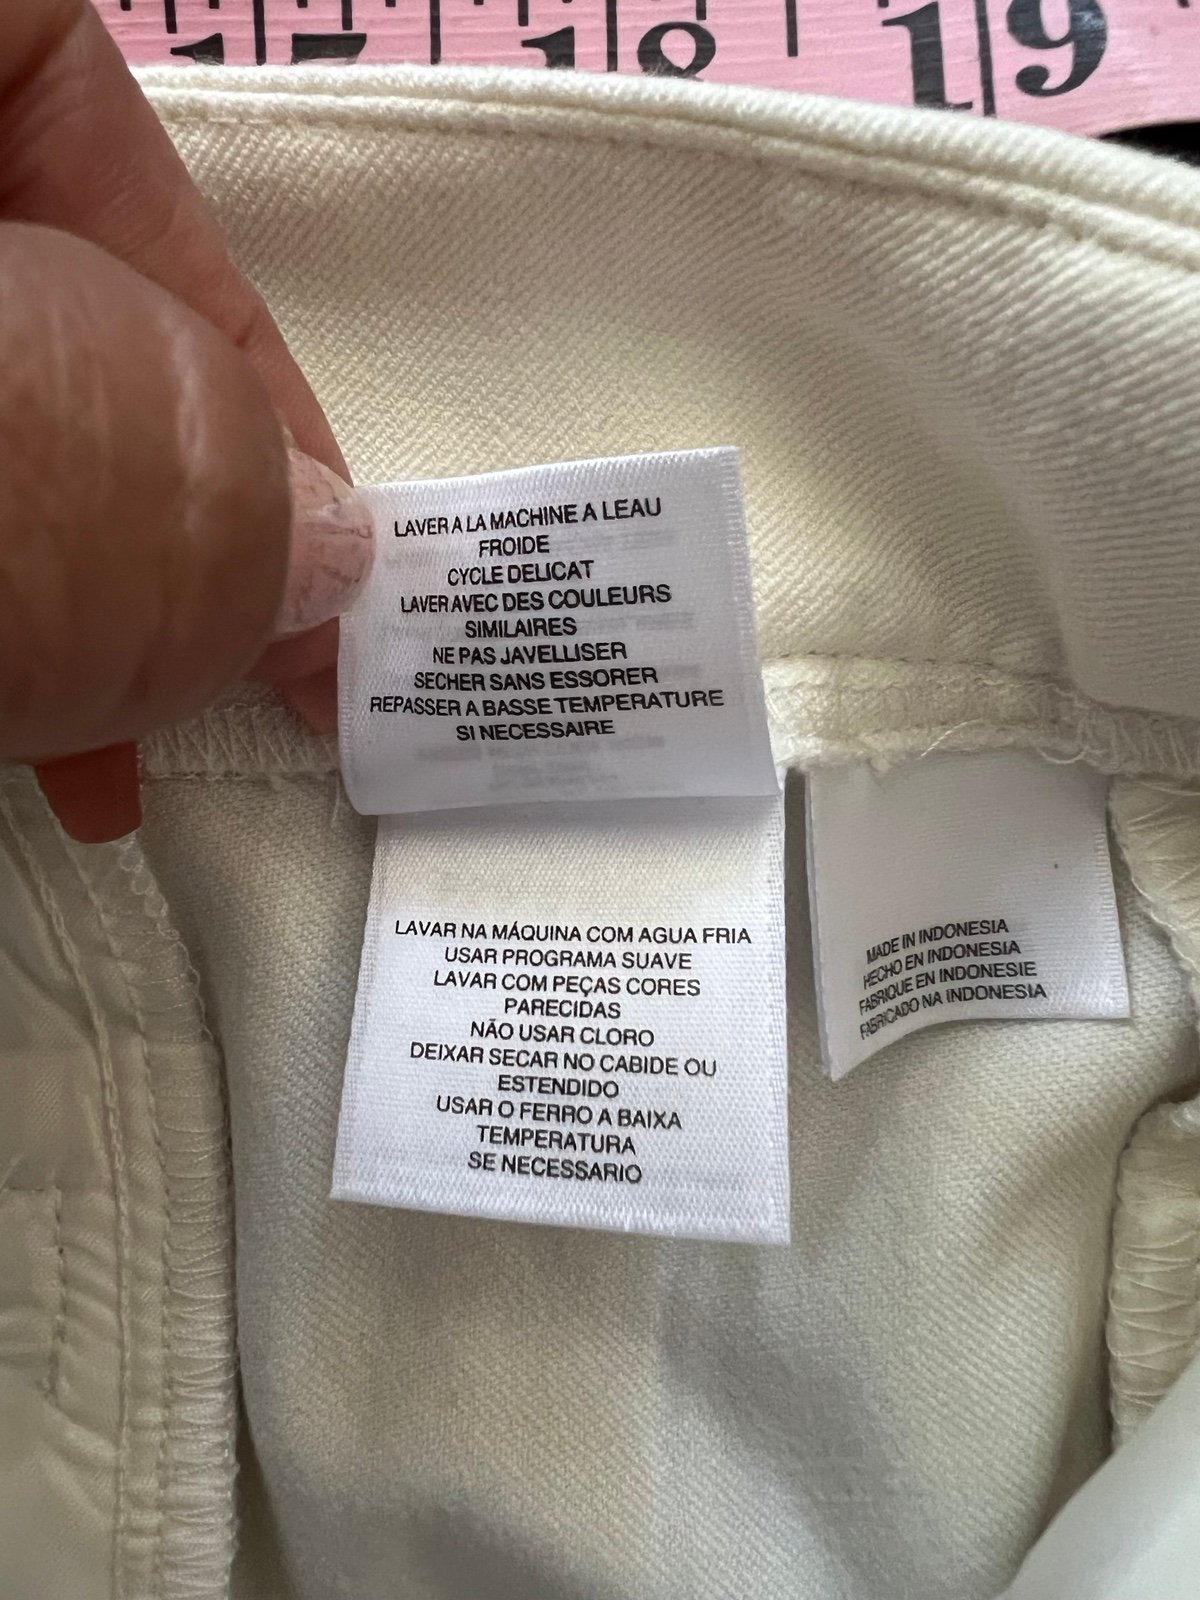 17 18 19
LAVER A LA MACHINE A LEAU
FROIDE
CYCLE DELICAT
LAVER AVEC DES COULEURS
SIMILAIRES
NE PAS JAVELLISER
SECHER SANS ESSORER
REPASSER A BASSE TEMPERATURE
SI NECESSAIRE
LAVAR NA MÁQUINA COM AGUA FRIA
USAR PROGRAMA SUAVE
LAVAR COM PEÇAS CORES
PARECIDAS
NÃO USAR CLORO
DEIXAR SECAR NO CABIDE OU
ESTENDIDO
USAR O FERRO A BAIXA
TEMPERATURA
SE NECESSARIO
MADE IN INDONESIA
HECHO EN INDONESIA
FABRIQUE EN INDONESIE
FABRICADO NA INDONESIA